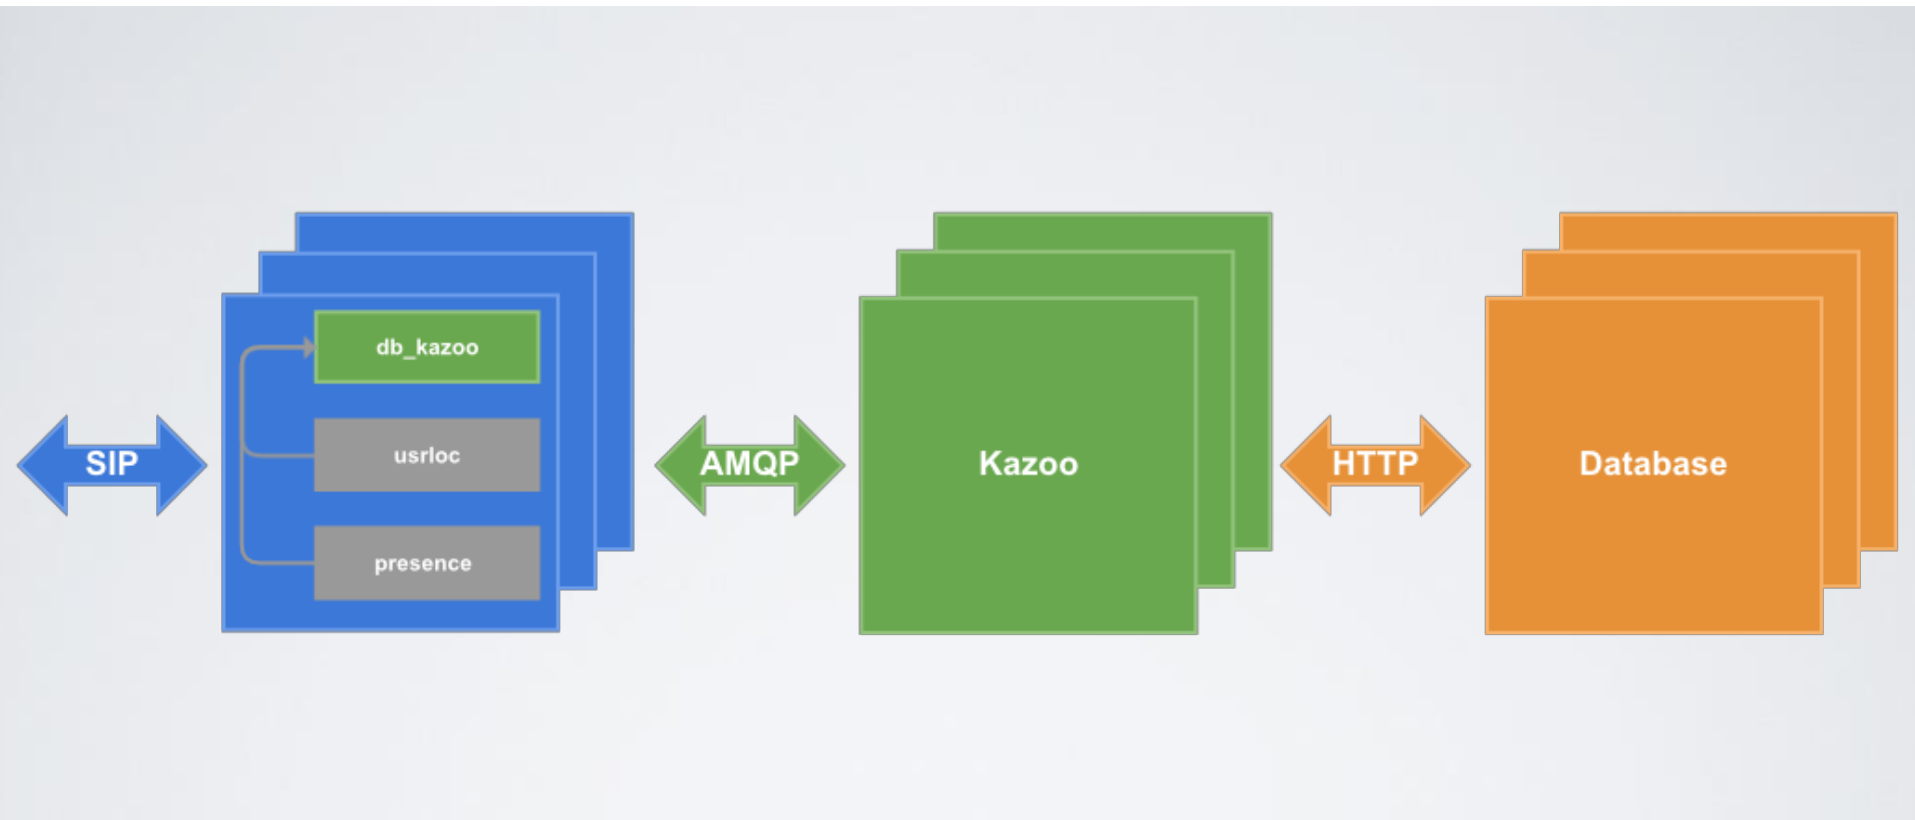 db_kazoo
usrloc
presence
SIP
AMQP
Kazoo
HTTP
Database